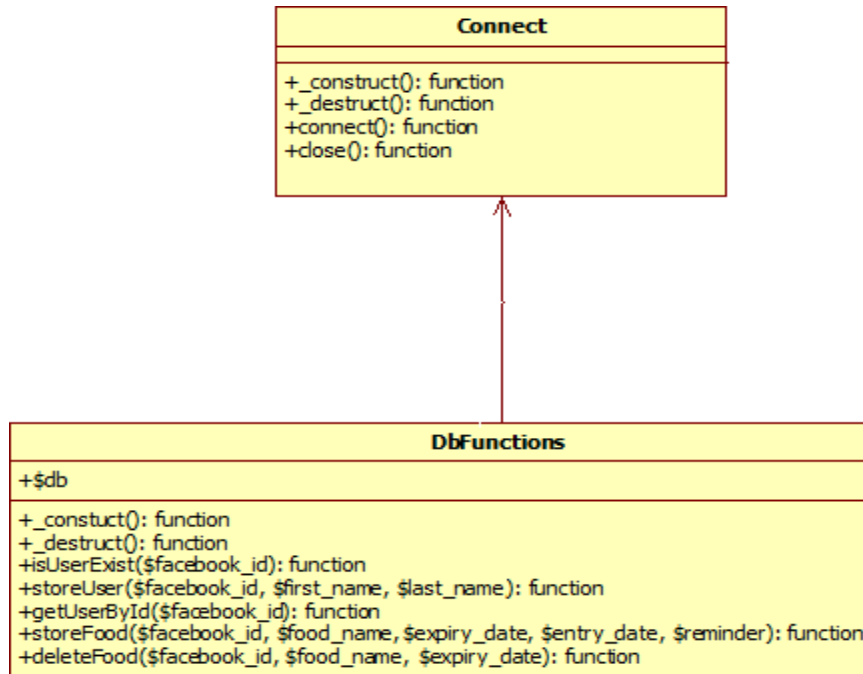 Connect
+_construct(): function
+_destruct(): function
+connect(): function
+close(): function
DbFunctions
+$db
+_constuct(): function
+_destruct(): function
+isUserExist($facebook_id): function
+storeUser($facebook_id, $first_name, $last_name): function
+getUserById($facebook_id): function
+storeFood($facebook_id, $food_name,$expiry_date, $entry_date, $reminder): function
+deleteFood($facebook_id, $food_name, $expiry_date): function